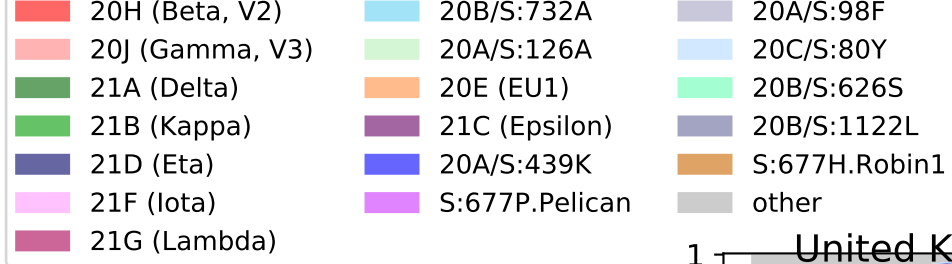 20H (Beta, V2) 20B/S:732A 20A/S:98F
20J (Gamma, V3) 20A/S:126A 20C/S:80Y
21A (Delta) 20E (EU1) 20B/S:626S
21B (Kappa) 21C (Epsilon) 20B/S:1122L
21D (Eta) 20A/S:439K S:677H.Robin1
21F (Iota) S:677P.Pelican other
21G (Lambda)
1 United K